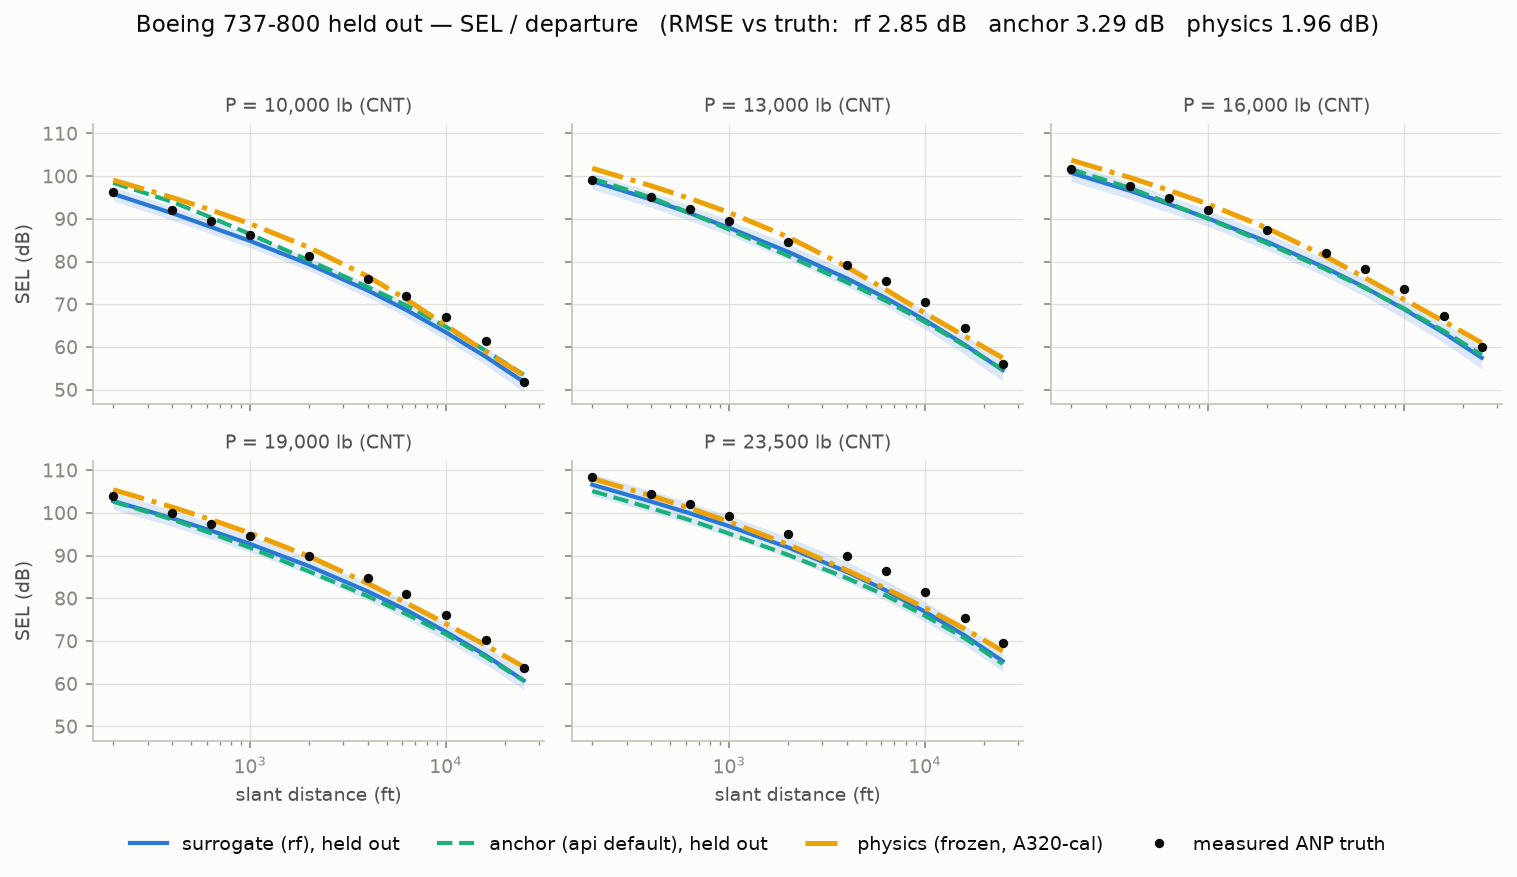 Boeing 737-800 held out — SEL / departure (RMSE vs truth: rf 2.85 dB anchor 3.29 dB physics 1.96 dB)
P = 10,000 lb (CNT)
P = 13,000 lb (CNT)
P = 16,000 lb (CNT)
SEL (dB)
110
100
90
80
70
60
50
P = 19,000 lb (CNT)
P = 23,500 lb (CNT)
SEL (dB)
110
100
90
80
70
60
50
10³
10⁴
10³
10⁴
slant distance (ft)
slant distance (ft)
surrogate (rf), held out
anchor (api default), held out
physics (frozen, A320-cal)
measured ANP truth